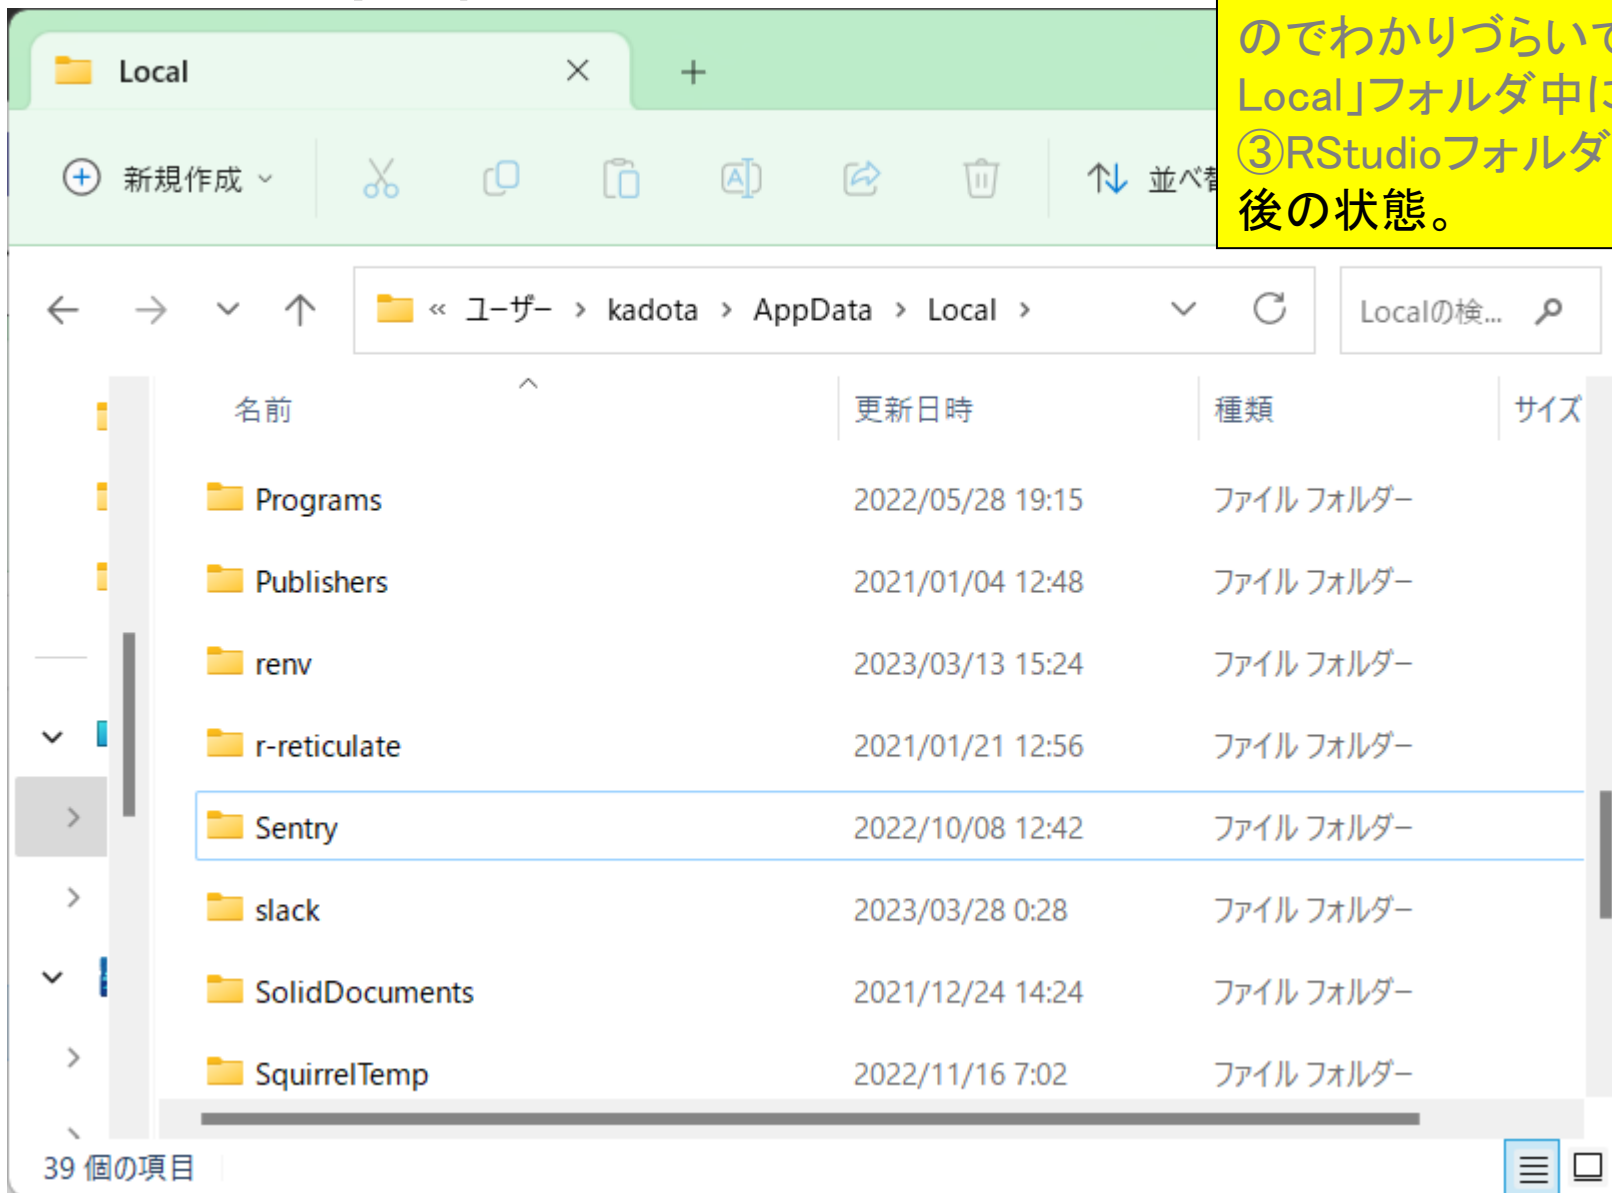 のでわかりづらいで
Local」フォルダ中に
③RStudioフォルダ
後の状態。
Local
新規作成
並べ替
« ユーザー > kadota > AppData > Local >
Localの検...
名前 更新日時 種類 サイズ
Programs 2022/05/28 19:15 ファイル フォルダー
Publishers 2021/01/04 12:48 ファイル フォルダー
renv 2023/03/13 15:24 ファイル フォルダー
r-reticulate 2021/01/21 12:56 ファイル フォルダー
Sentry 2022/10/08 12:42 ファイル フォルダー
slack 2023/03/28 0:28 ファイル フォルダー
SolidDocuments 2021/12/24 14:24 ファイル フォルダー
SquirrelTemp 2022/11/16 7:02 ファイル フォルダー
39 個の項目